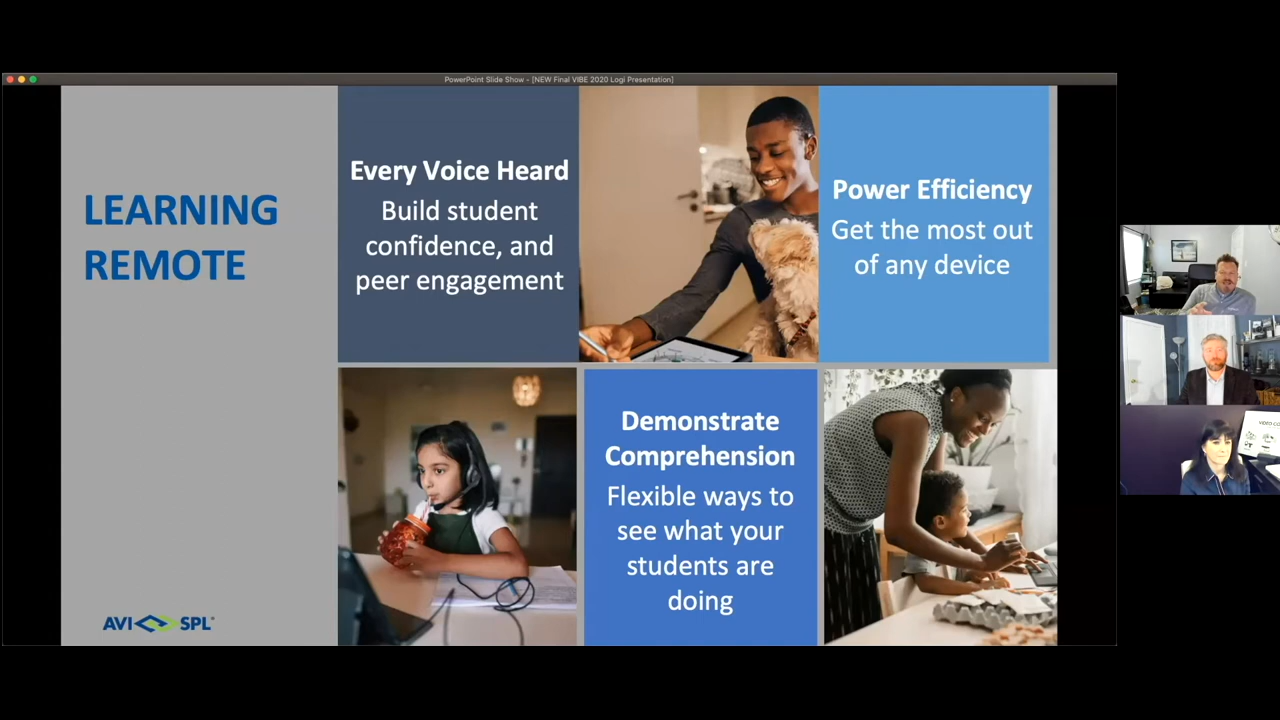 PowerPoint Slide Show - [NEW Final VIBE 2020 Logi Presentation]
LEARNING
REMOTE
Every Voice Heard
Build student
confidence, and
peer engagement
Power Efficiency
Get the most out
of any device
Demonstrate
Comprehension
Flexible ways to
see what your
students are
doing
AVI SPL
VIDEO CO